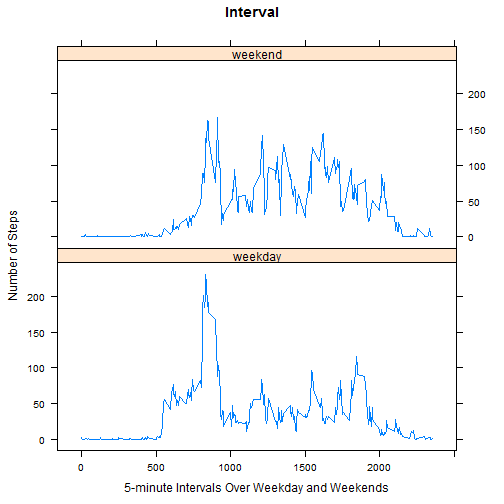 Interval
weekend
200
150
100
50
0
weekday
200
150
100
50
0
0 500 1000 1500 2000
Number of Steps
5-minute Intervals Over Weekday and Weekends